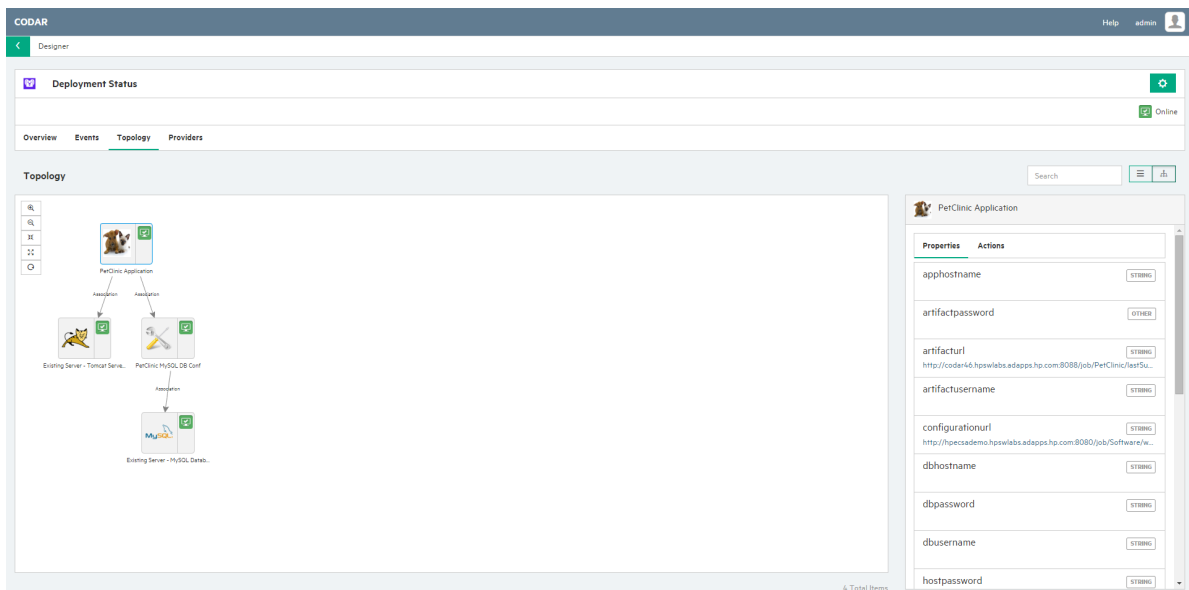 CODAR
Help admin
Designer
Deployment Status
Online
Overview Events Topology Providers
Topology
Search
PetClinic Application
Association Association
Existing Server - Tomcat Serve..
PetClinic MySQL DB Conf
Association
MySQL
Existing Server - MySQL Datab..
4 Total Items
PetClinic Application
Properties Actions
apphostname STRING
artifactpassword OTHER
artifacturl STRING
http://codar46.hpswlabs.adapps.hp.com:8088/job/PetClinic/lastSu...
artifactusername STRING
configurationurl STRING
http://hpecsademo.hpswlabs.adapps.hp.com:8080/job/Software/w...
dbhostname STRING
dbpassword STRING
dbusername STRING
hostpassword STRING